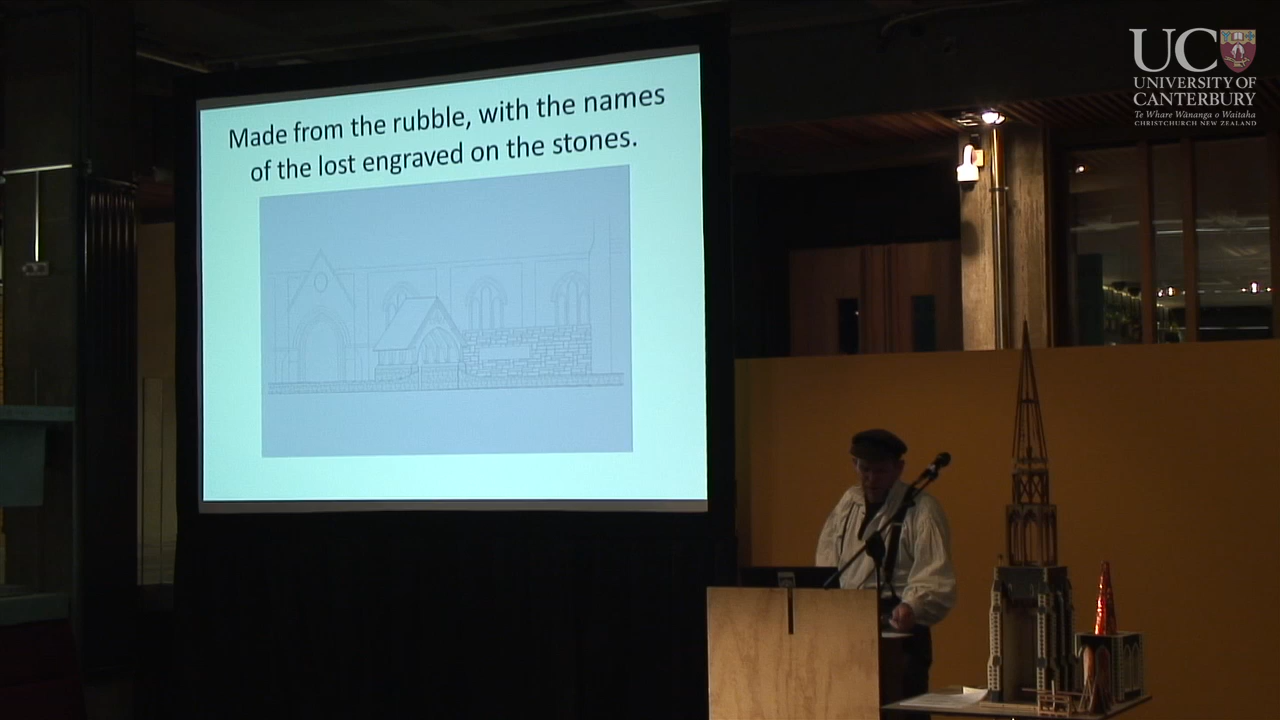 Made from the rubble, with the names
of the lost engraved on the stones.
UC
UNIVERSITY OF
CANTERBURY
Te Whare Wānanga o Waitaha
CHRISTCHURCH NEW ZEALAND